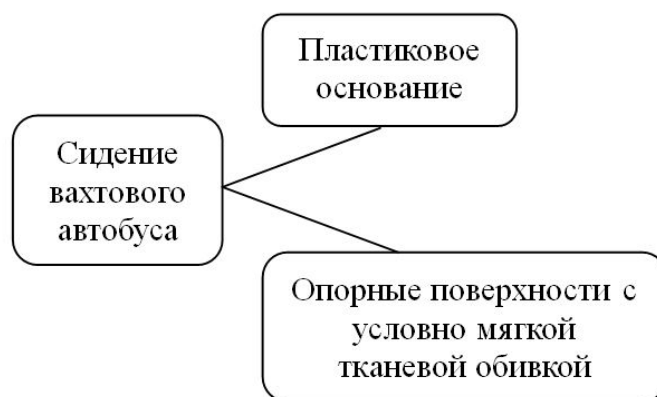 Пластиковое
основание
Сидение
вахтового
автобуса
Опорные поверхности с
условно мягкой
тканевой обивкой